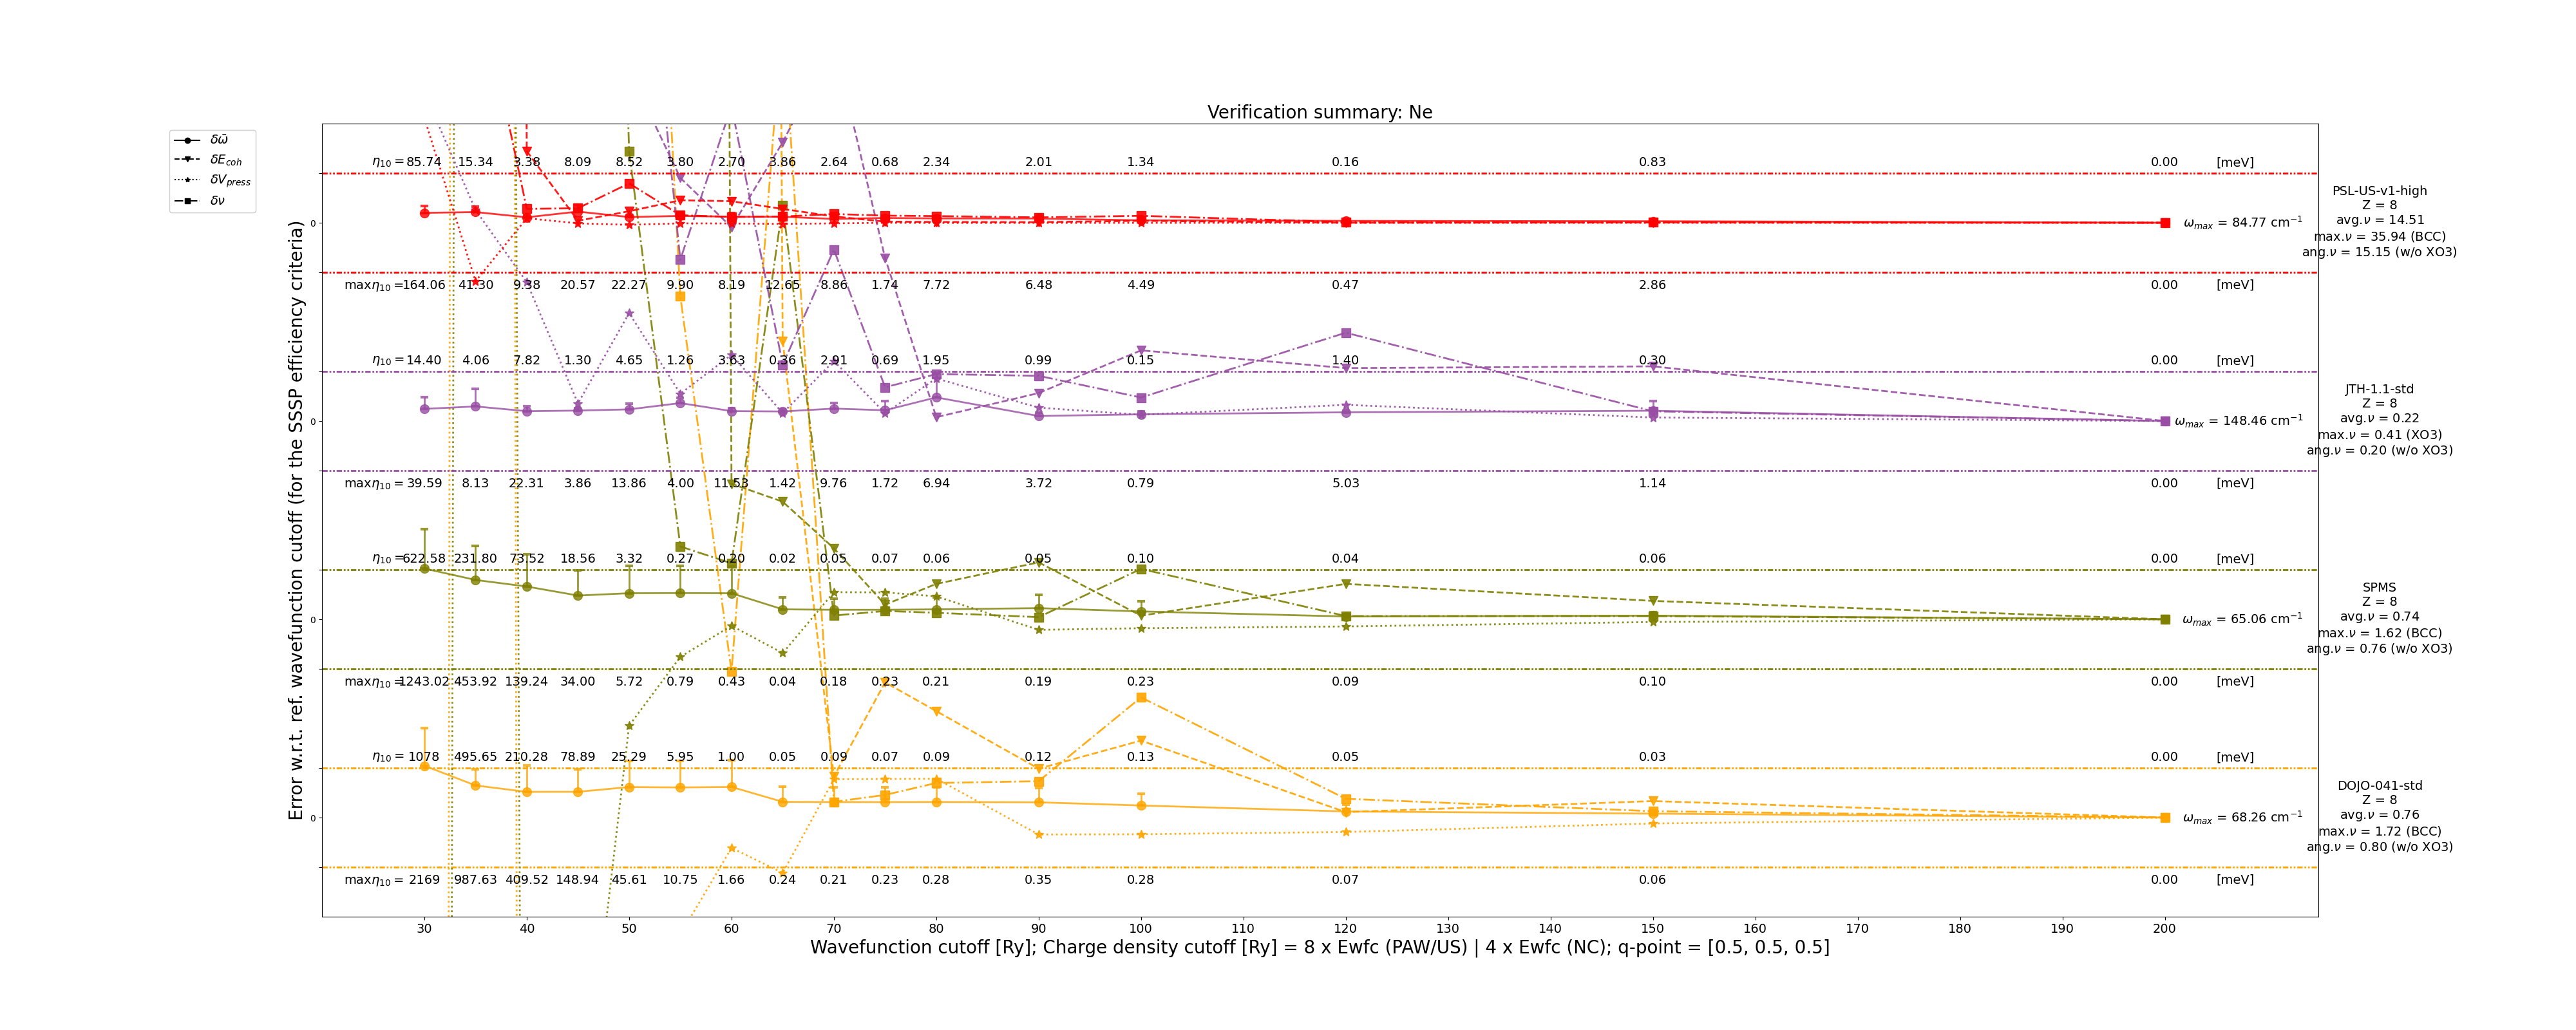 Verification summary: Ne
δω̄
δE_coh
δV_press
δν
Error w.r.t. ref. wavefunction cutoff (for the SSSP efficiency criteria)
η₁₀ = 85.74 15.34 3.38 8.09 8.52 3.80 2.70 3.86 2.64 0.68 2.34 2.01 1.34 0.16 0.83 0.00 [meV]
0
ω_max = 84.77 cm⁻¹
PSL-US-v1-high
Z = 8
avg.ν = 14.51
max.ν = 35.94 (BCC)
ang.ν = 15.15 (w/o XO3)
maxη₁₀ = 164.06 41.30 9.38 20.57 22.27 9.90 8.19 12.65 8.86 1.74 7.72 6.48 4.49 0.47 2.86 0.00 [meV]
η₁₀ = 14.40 4.06 7.82 1.30 4.65 1.26 3.63 .36 2.91 0.69 1.95 0.99 0.15 1.40 0.30 0.00 [meV]
0
ω_max = 148.46 cm⁻¹
JTH-1.1-std
Z = 8
avg.ν = 0.22
max.ν = 0.41 (XO3)
ang.ν = 0.20 (w/o XO3)
maxη₁₀ = 39.59 8.13 22.31 3.86 13.86 4.00 11.53 1.42 9.76 1.72 6.94 3.72 0.79 5.03 1.14 0.00 [meV]
η₁₀ = 622.58 231.80 73.52 18.56 3.32 0.27 0.20 0.02 0.05 0.07 0.06 0.05 0.10 0.04 0.06 0.00 [meV]
0
ω_max = 65.06 cm⁻¹
SPMS
Z = 8
avg.ν = 0.74
max.ν = 1.62 (BCC)
ang.ν = 0.76 (w/o XO3)
maxη₁₀ = 1243.02 453.92 139.24 34.00 5.72 0.79 0.43 0.04 0.18 0.23 0.21 0.19 0.23 0.09 0.10 0.00 [meV]
η₁₀ = 1078 495.65 210.28 78.89 25.29 5.95 1.00 0.05 0.09 0.07 0.09 0.12 0.13 0.05 0.03 0.00 [meV]
0
ω_max = 68.26 cm⁻¹
DOJO-041-std
Z = 8
avg.ν = 0.76
max.ν = 1.72 (BCC)
ang.ν = 0.80 (w/o XO3)
maxη₁₀ = 2169 987.63 409.52 148.94 45.61 10.75 1.66 0.24 0.21 0.23 0.28 0.35 0.28 0.07 0.06 0.00 [meV]
30 40 50 60 70 80 90 100 110 120 130 140 150 160 170 180 190 200
Wavefunction cutoff [Ry]; Charge density cutoff [Ry] = 8 x Ewfc (PAW/US) | 4 x Ewfc (NC); q-point = [0.5, 0.5, 0.5]